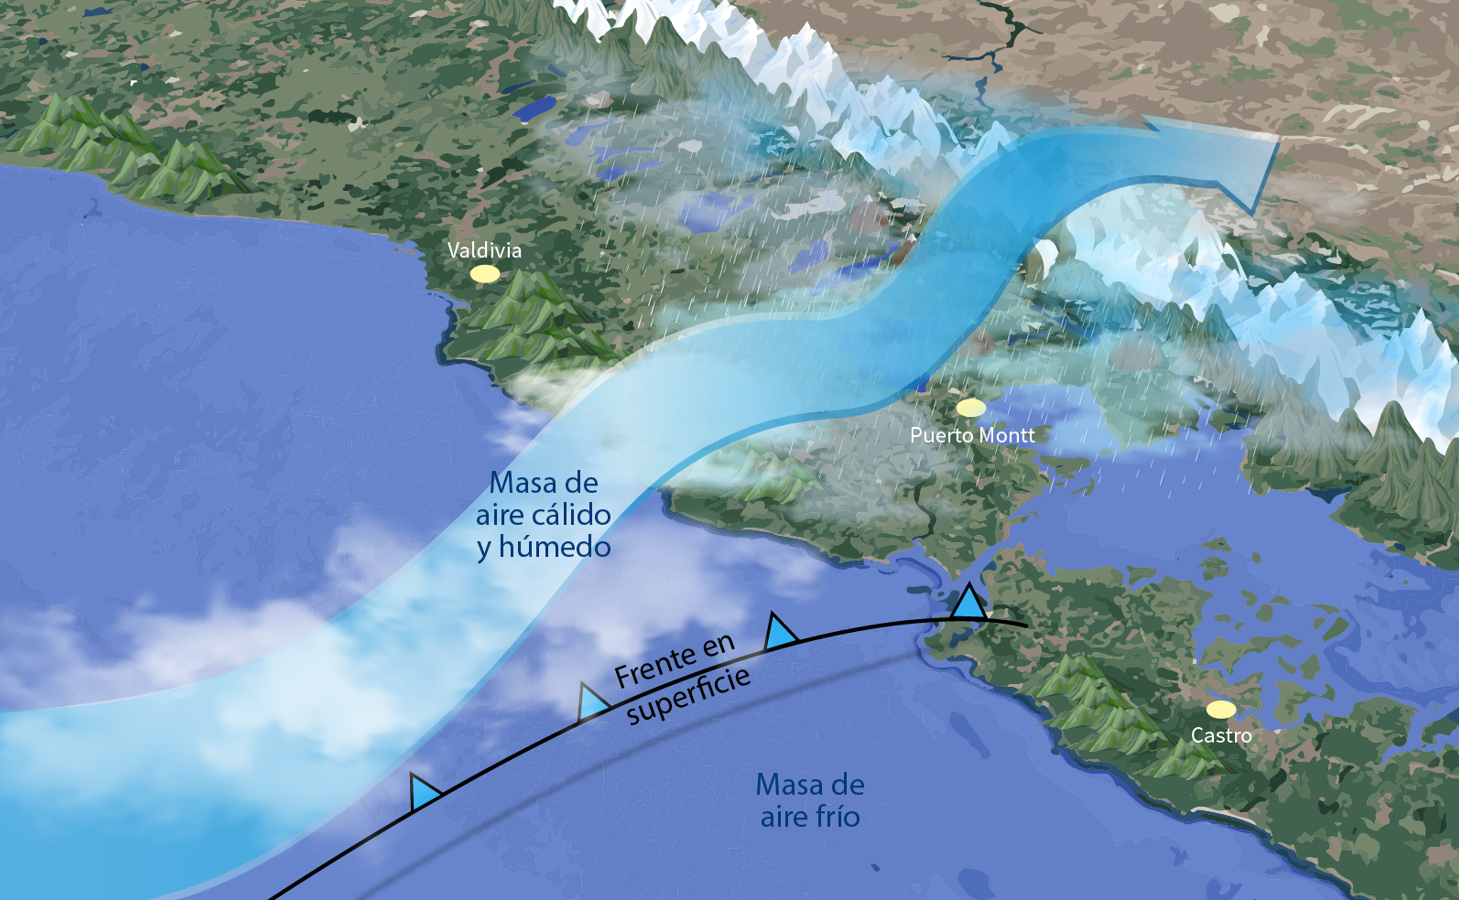 Valdivia
Puerto Montt
Masa de
aire cálido
y húmedo
Frente en
superficie
Castro
Masa de
aire frío